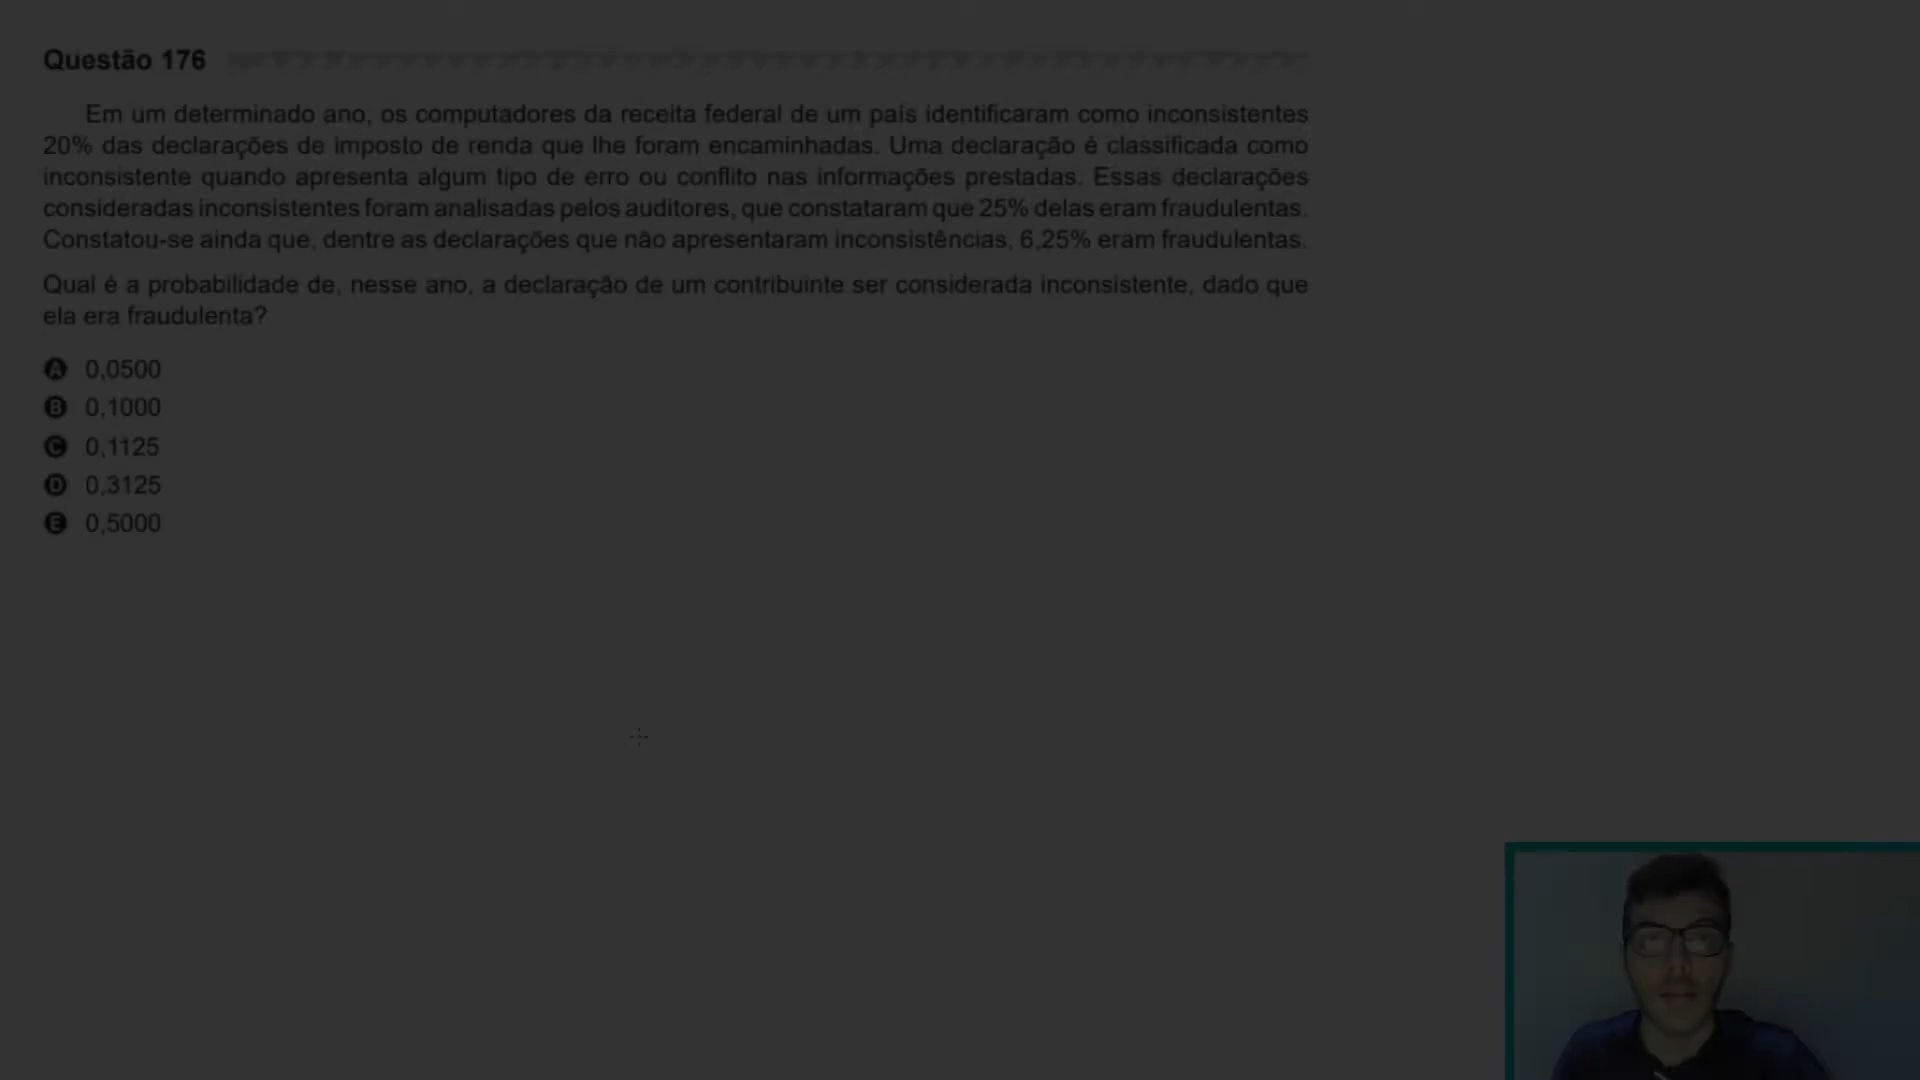 Questão 176
Em um determinado ano, os computadores da receita federal de um país identificaram como inconsistentes
20% das declarações de imposto de renda que lhe foram encaminhadas. Uma declaração é classificada como
inconsistente quando apresenta algum tipo de erro ou conflito nas informações prestadas. Essas declarações
consideradas inconsistentes foram analisadas pelos auditores, que constataram que 25% delas eram fraudulentas.
Constatou-se ainda que, dentre as declarações que não apresentaram inconsistências, 6,25% eram fraudulentas.
Qual é a probabilidade de, nesse ano, a declaração de um contribuinte ser considerada inconsistente, dado que
ela era fraudulenta?
A 0,0500
B 0,1000
C 0,1125
D 0,3125
E 0,5000